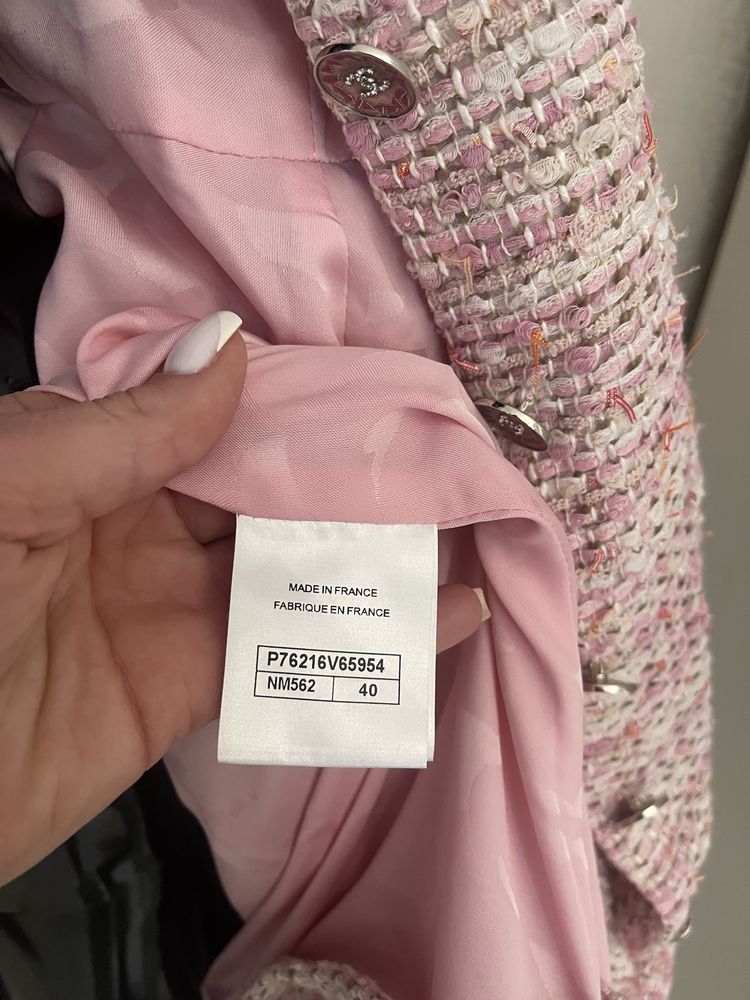 MADE IN FRANCE
FABRIQUE EN FRANCE
P76216V65954
NM562 40